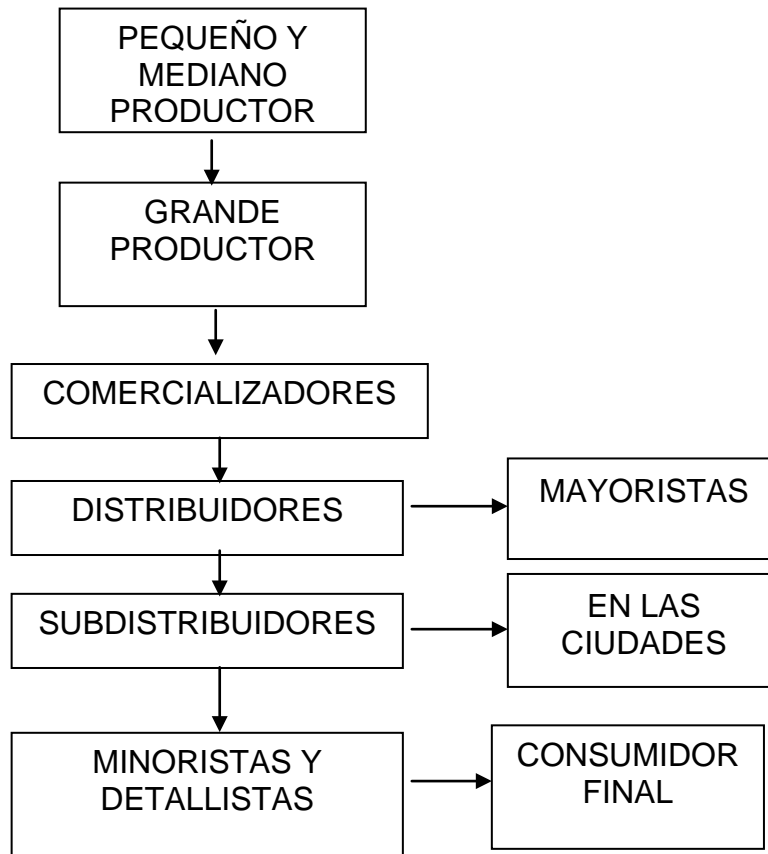 PEQUEÑO Y
MEDIANO
PRODUCTOR
GRANDE
PRODUCTOR
COMERCIALIZADORES
DISTRIBUIDORES
MAYORISTAS
SUBDISTRIBUIDORES
EN LAS
CIUDADES
MINORISTAS Y
DETALLISTAS
CONSUMIDOR
FINAL